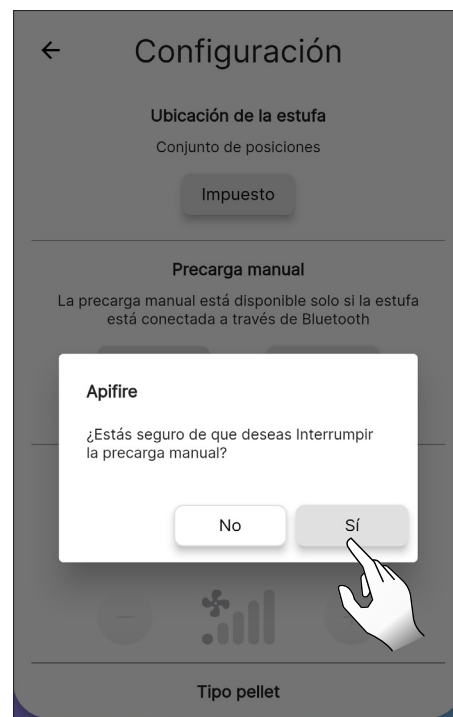 Configuración
Ubicación de la estufa
Conjunto de posiciones
Impuesto
Precarga manual
La precarga manual está disponible solo si la estufa
está conectada a través de Bluetooth
Apifire
¿Estás seguro de que deseas Interrumpir
la precarga manual?
No
Sí
Tipo pellet